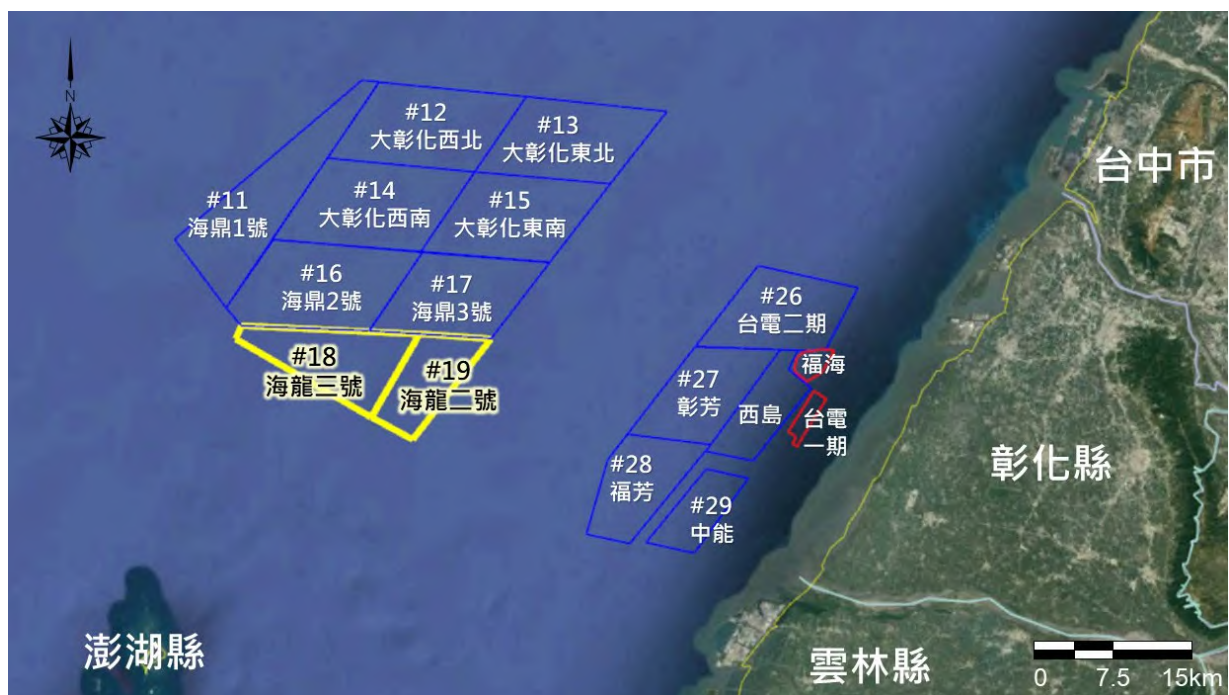 N
#12
大彰化西北
#13
大彰化東北
#11
海鼎1號
#14
大彰化西南
#15
大彰化東南
#16
海鼎2號
#17
海鼎3號
#18
海龍三號
#19
海龍二號
#26
台電二期
福海
#27
彰芳
西島
台電
一期
#28
福芳
#29
中能
台中市
彰化縣
雲林縣
澎湖縣
0 7.5 15km